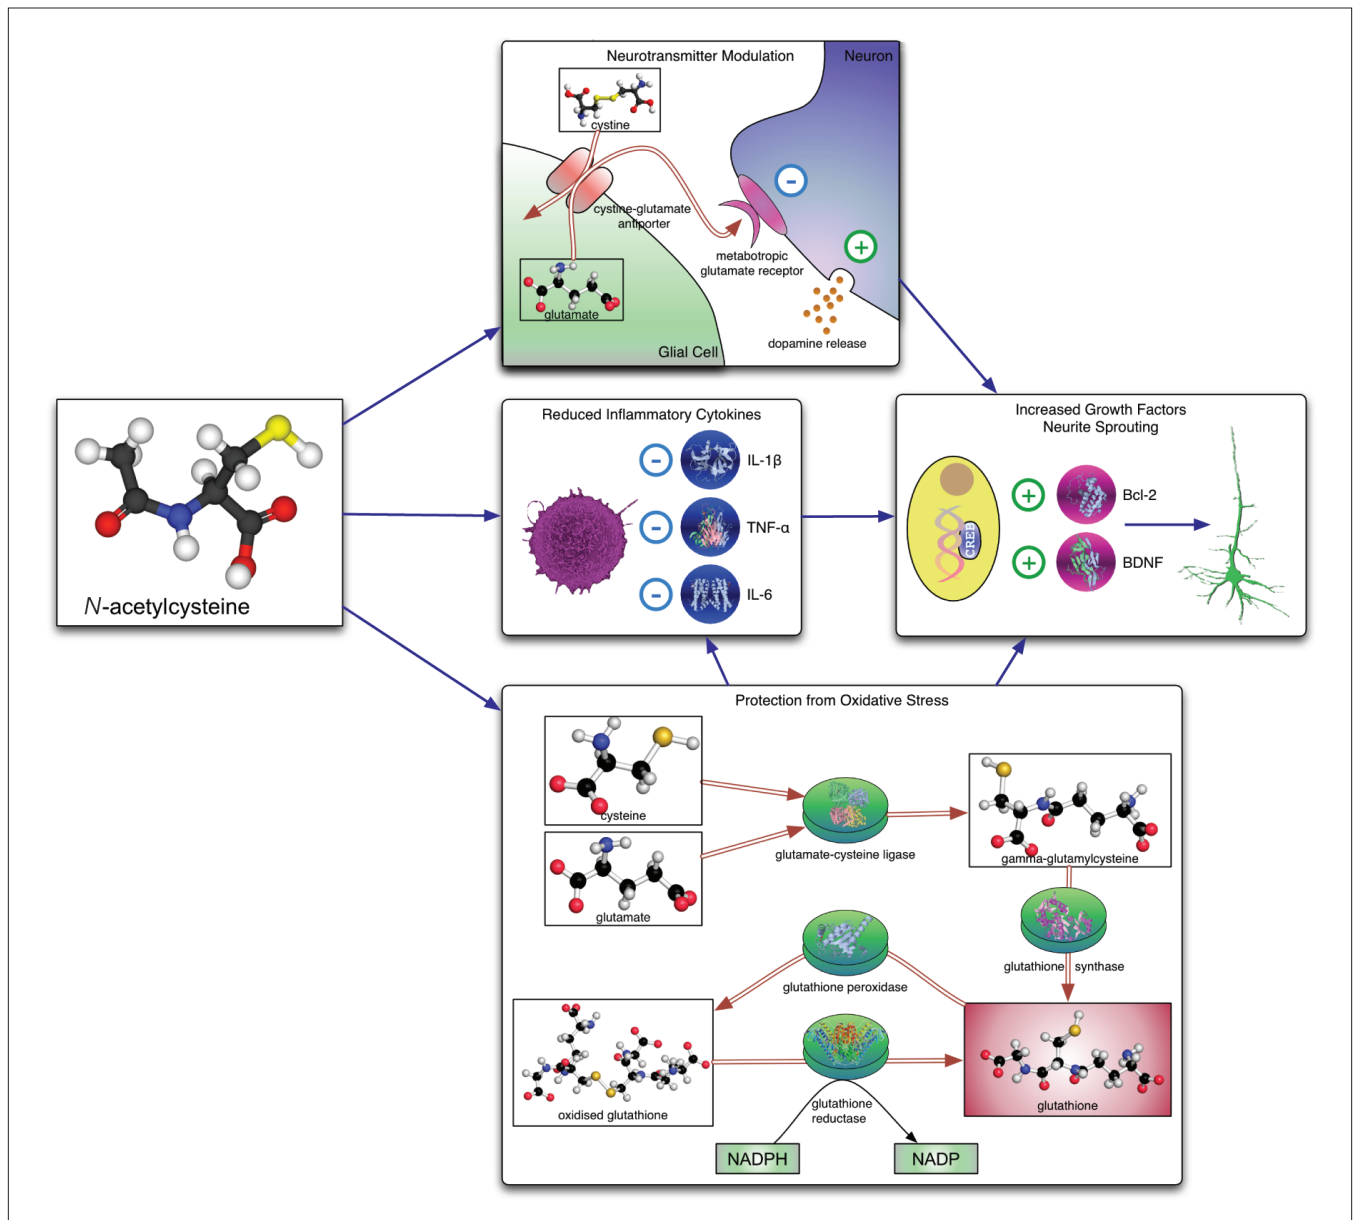 Neurotransmitter Modulation
Neuron
cystine
cystine-glutamate
antiporter
metabotropic
glutamate receptor
glutamate
dopamine release
Glial Cell
-
+
N-acetylcysteine
Reduced Inflammatory Cytokines
- IL-1β
- TNF-α
- IL-6
Increased Growth Factors
Neurite Sprouting
CREB
+ Bcl-2
+ BDNF
Protection from Oxidative Stress
cysteine
glutamate
glutamate-cysteine ligase
gamma-glutamylcysteine
glutathione synthase
glutathione peroxidase
oxidised glutathione
glutathione
reductase
glutathione
NADPH
NADP